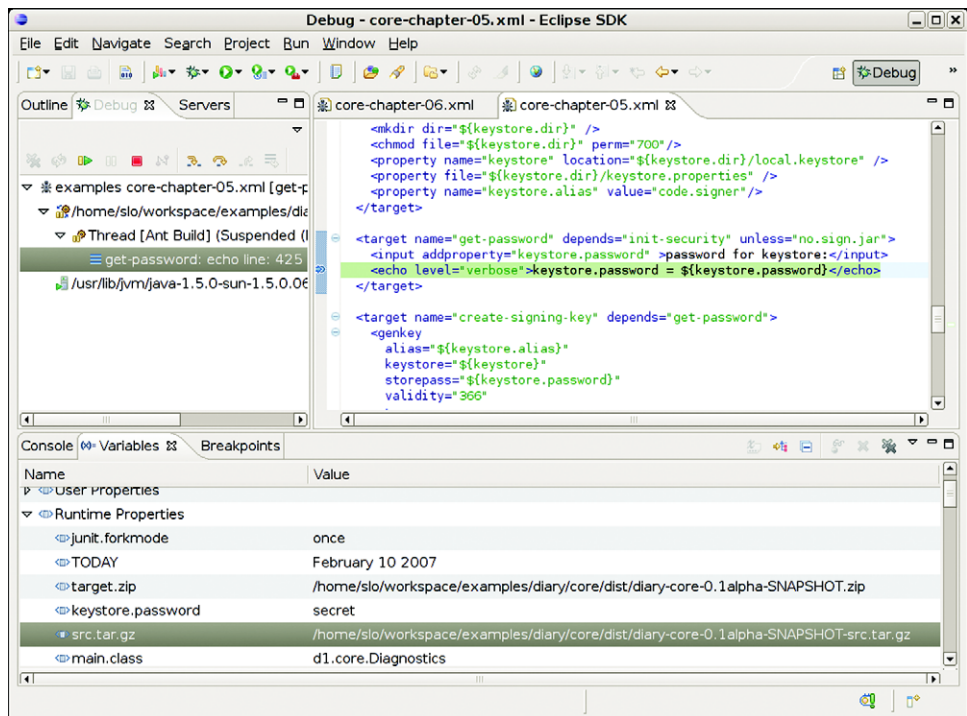 Debug - core-chapter-05.xml - Eclipse SDK
File Edit Navigate Search Project Run Window Help
Debug »
Outline Debug Servers
core-chapter-06.xml core-chapter-05.xml
<mkdir dir="${keystore.dir}" />
<chmod file="${keystore.dir}" perm="700"/>
<property name="keystore" location="${keystore.dir}/local.keystore" />
<property file="${keystore.dir}/keystore.properties" />
<property name="keystore.alias" value="code.signer"/>
</target>
<target name="get-password" depends="init-security" unless="no.sign.jar">
<input addproperty="keystore.password" >password for keystore:</input>
<echo level="verbose">keystore.password = ${keystore.password}</echo>
</target>
<target name="create-signing-key" depends="get-password">
<genkey
alias="${keystore.alias}"
keystore="${keystore}"
storepass="${keystore.password}"
validity="366"
examples core-chapter-05.xml [get-p
/home/slo/workspace/examples/dia
Thread [Ant Build] (Suspended (
get-password: echo line: 425
/usr/lib/jvm/java-1.5.0-sun-1.5.0.06
Console Variables Breakpoints
Name Value
User Properties
Runtime Properties
junit.forkmode once
TODAY February 10 2007
target.zip /home/slo/workspace/examples/diary/core/dist/diary-core-0.1alpha-SNAPSHOT.zip
keystore.password secret
src.tar.gz /home/slo/workspace/examples/diary/core/dist/diary-core-0.1alpha-SNAPSHOT-src.tar.gz
main.class d1.core.Diagnostics